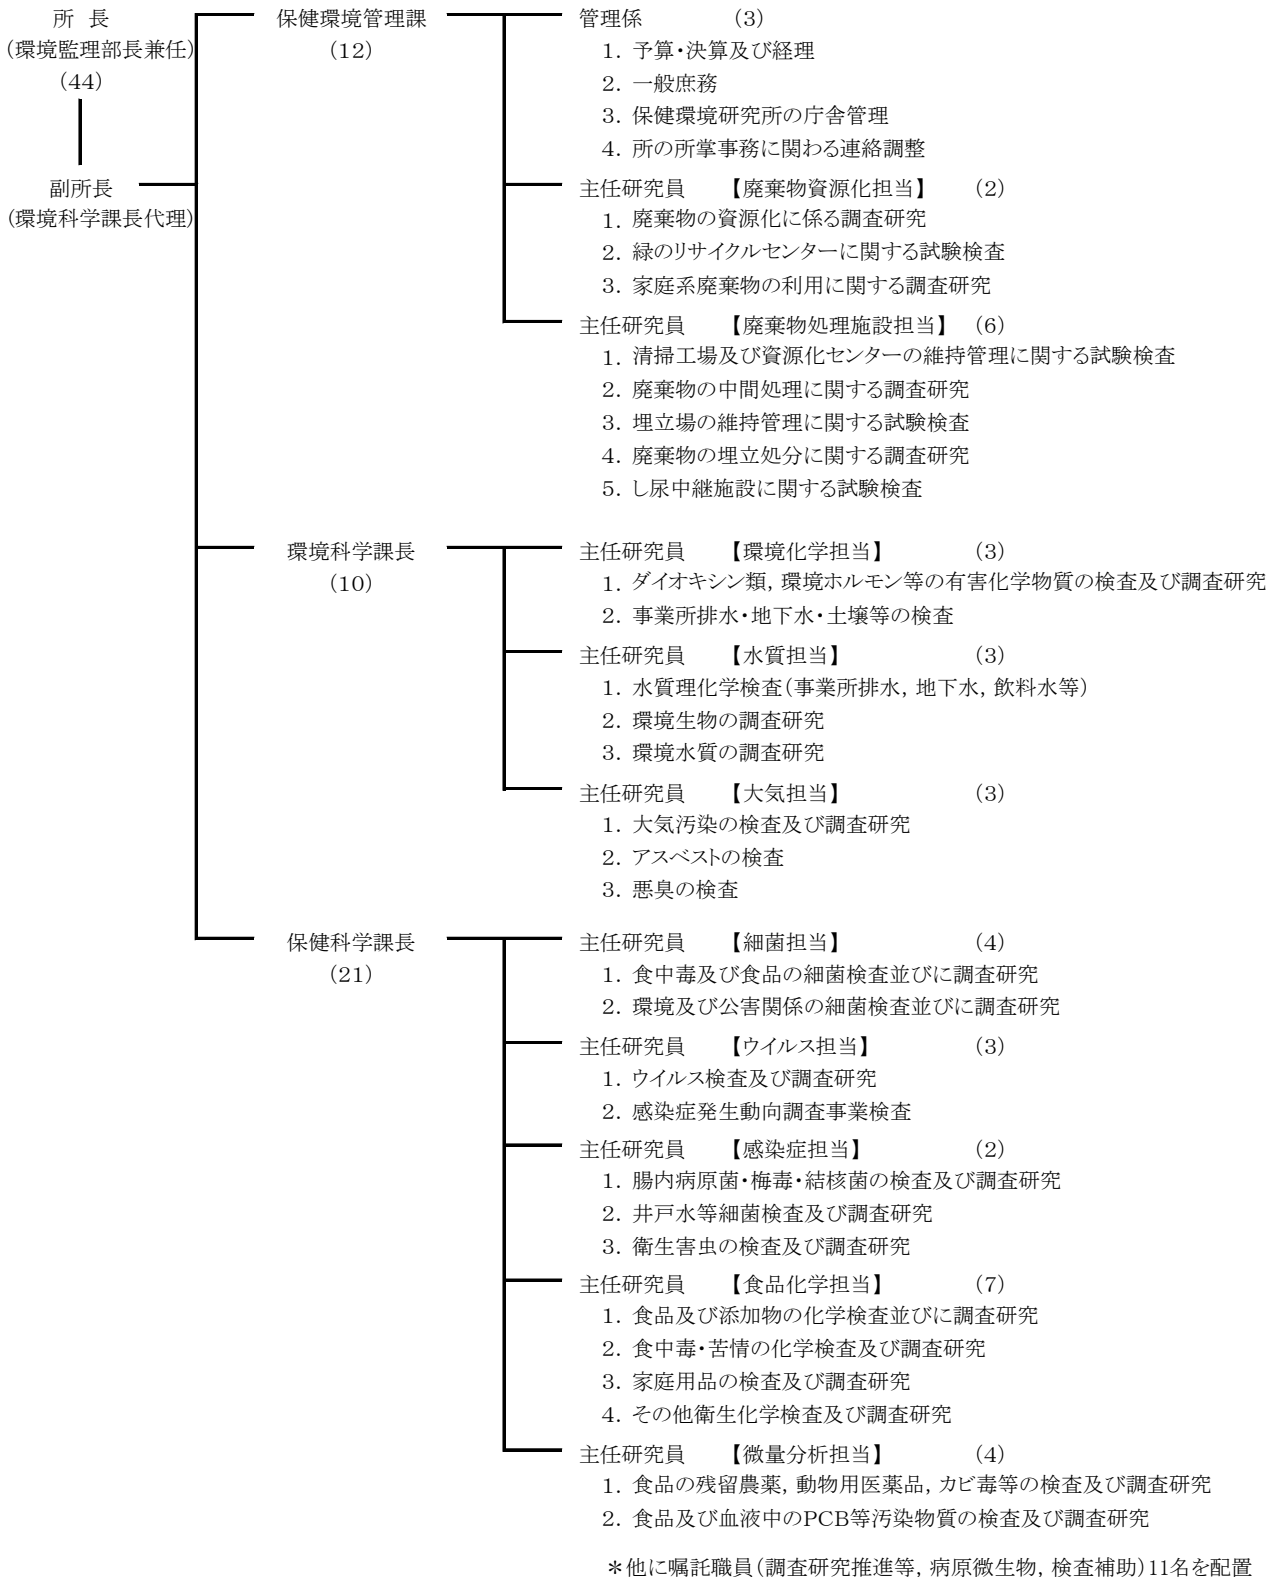 所 長
(環境監理部長兼任)
(44)
副所長
(環境科学課長代理)
保健環境管理課
(12)
管理係 (3)
1. 予算・決算及び経理
2. 一般庶務
3. 保健環境研究所の庁舎管理
4. 所の所掌事務に関わる連絡調整
主任研究員 【廃棄物資源化担当】 (2)
1. 廃棄物の資源化に係る調査研究
2. 緑のリサイクルセンターに関する試験検査
3. 家庭系廃棄物の利用に関する調査研究
主任研究員 【廃棄物処理施設担当】 (6)
1. 清掃工場及び資源化センターの維持管理に関する試験検査
2. 廃棄物の中間処理に関する調査研究
3. 埋立場の維持管理に関する試験検査
4. 廃棄物の埋立処分に関する調査研究
5. し尿中継施設に関する試験検査
環境科学課長
(10)
主任研究員 【環境化学担当】 (3)
1. ダイオキシン類, 環境ホルモン等の有害化学物質の検査及び調査研究
2. 事業所排水・地下水・土壌等の検査
主任研究員 【水質担当】 (3)
1. 水質理化学検査(事業所排水, 地下水, 飲料水等)
2. 環境生物の調査研究
3. 環境水質の調査研究
主任研究員 【大気担当】 (3)
1. 大気汚染の検査及び調査研究
2. アスベストの検査
3. 悪臭の検査
保健科学課長
(21)
主任研究員 【細菌担当】 (4)
1. 食中毒及び食品の細菌検査並びに調査研究
2. 環境及び公害関係の細菌検査並びに調査研究
主任研究員 【ウイルス担当】 (3)
1. ウイルス検査及び調査研究
2. 感染症発生動向調査事業検査
主任研究員 【感染症担当】 (2)
1. 腸内病原菌・梅毒・結核菌の検査及び調査研究
2. 井戸水等細菌検査及び調査研究
3. 衛生害虫の検査及び調査研究
主任研究員 【食品化学担当】 (7)
1. 食品及び添加物の化学検査並びに調査研究
2. 食中毒・苦情の化学検査及び調査研究
3. 家庭用品の検査及び調査研究
4. その他衛生化学検査及び調査研究
主任研究員 【微量分析担当】 (4)
1. 食品の残留農薬, 動物用医薬品, カビ毒等の検査及び調査研究
2. 食品及び血液中のPCB等汚染物質の検査及び調査研究
＊他に嘱託職員(調査研究推進等, 病原微生物, 検査補助)11名を配置